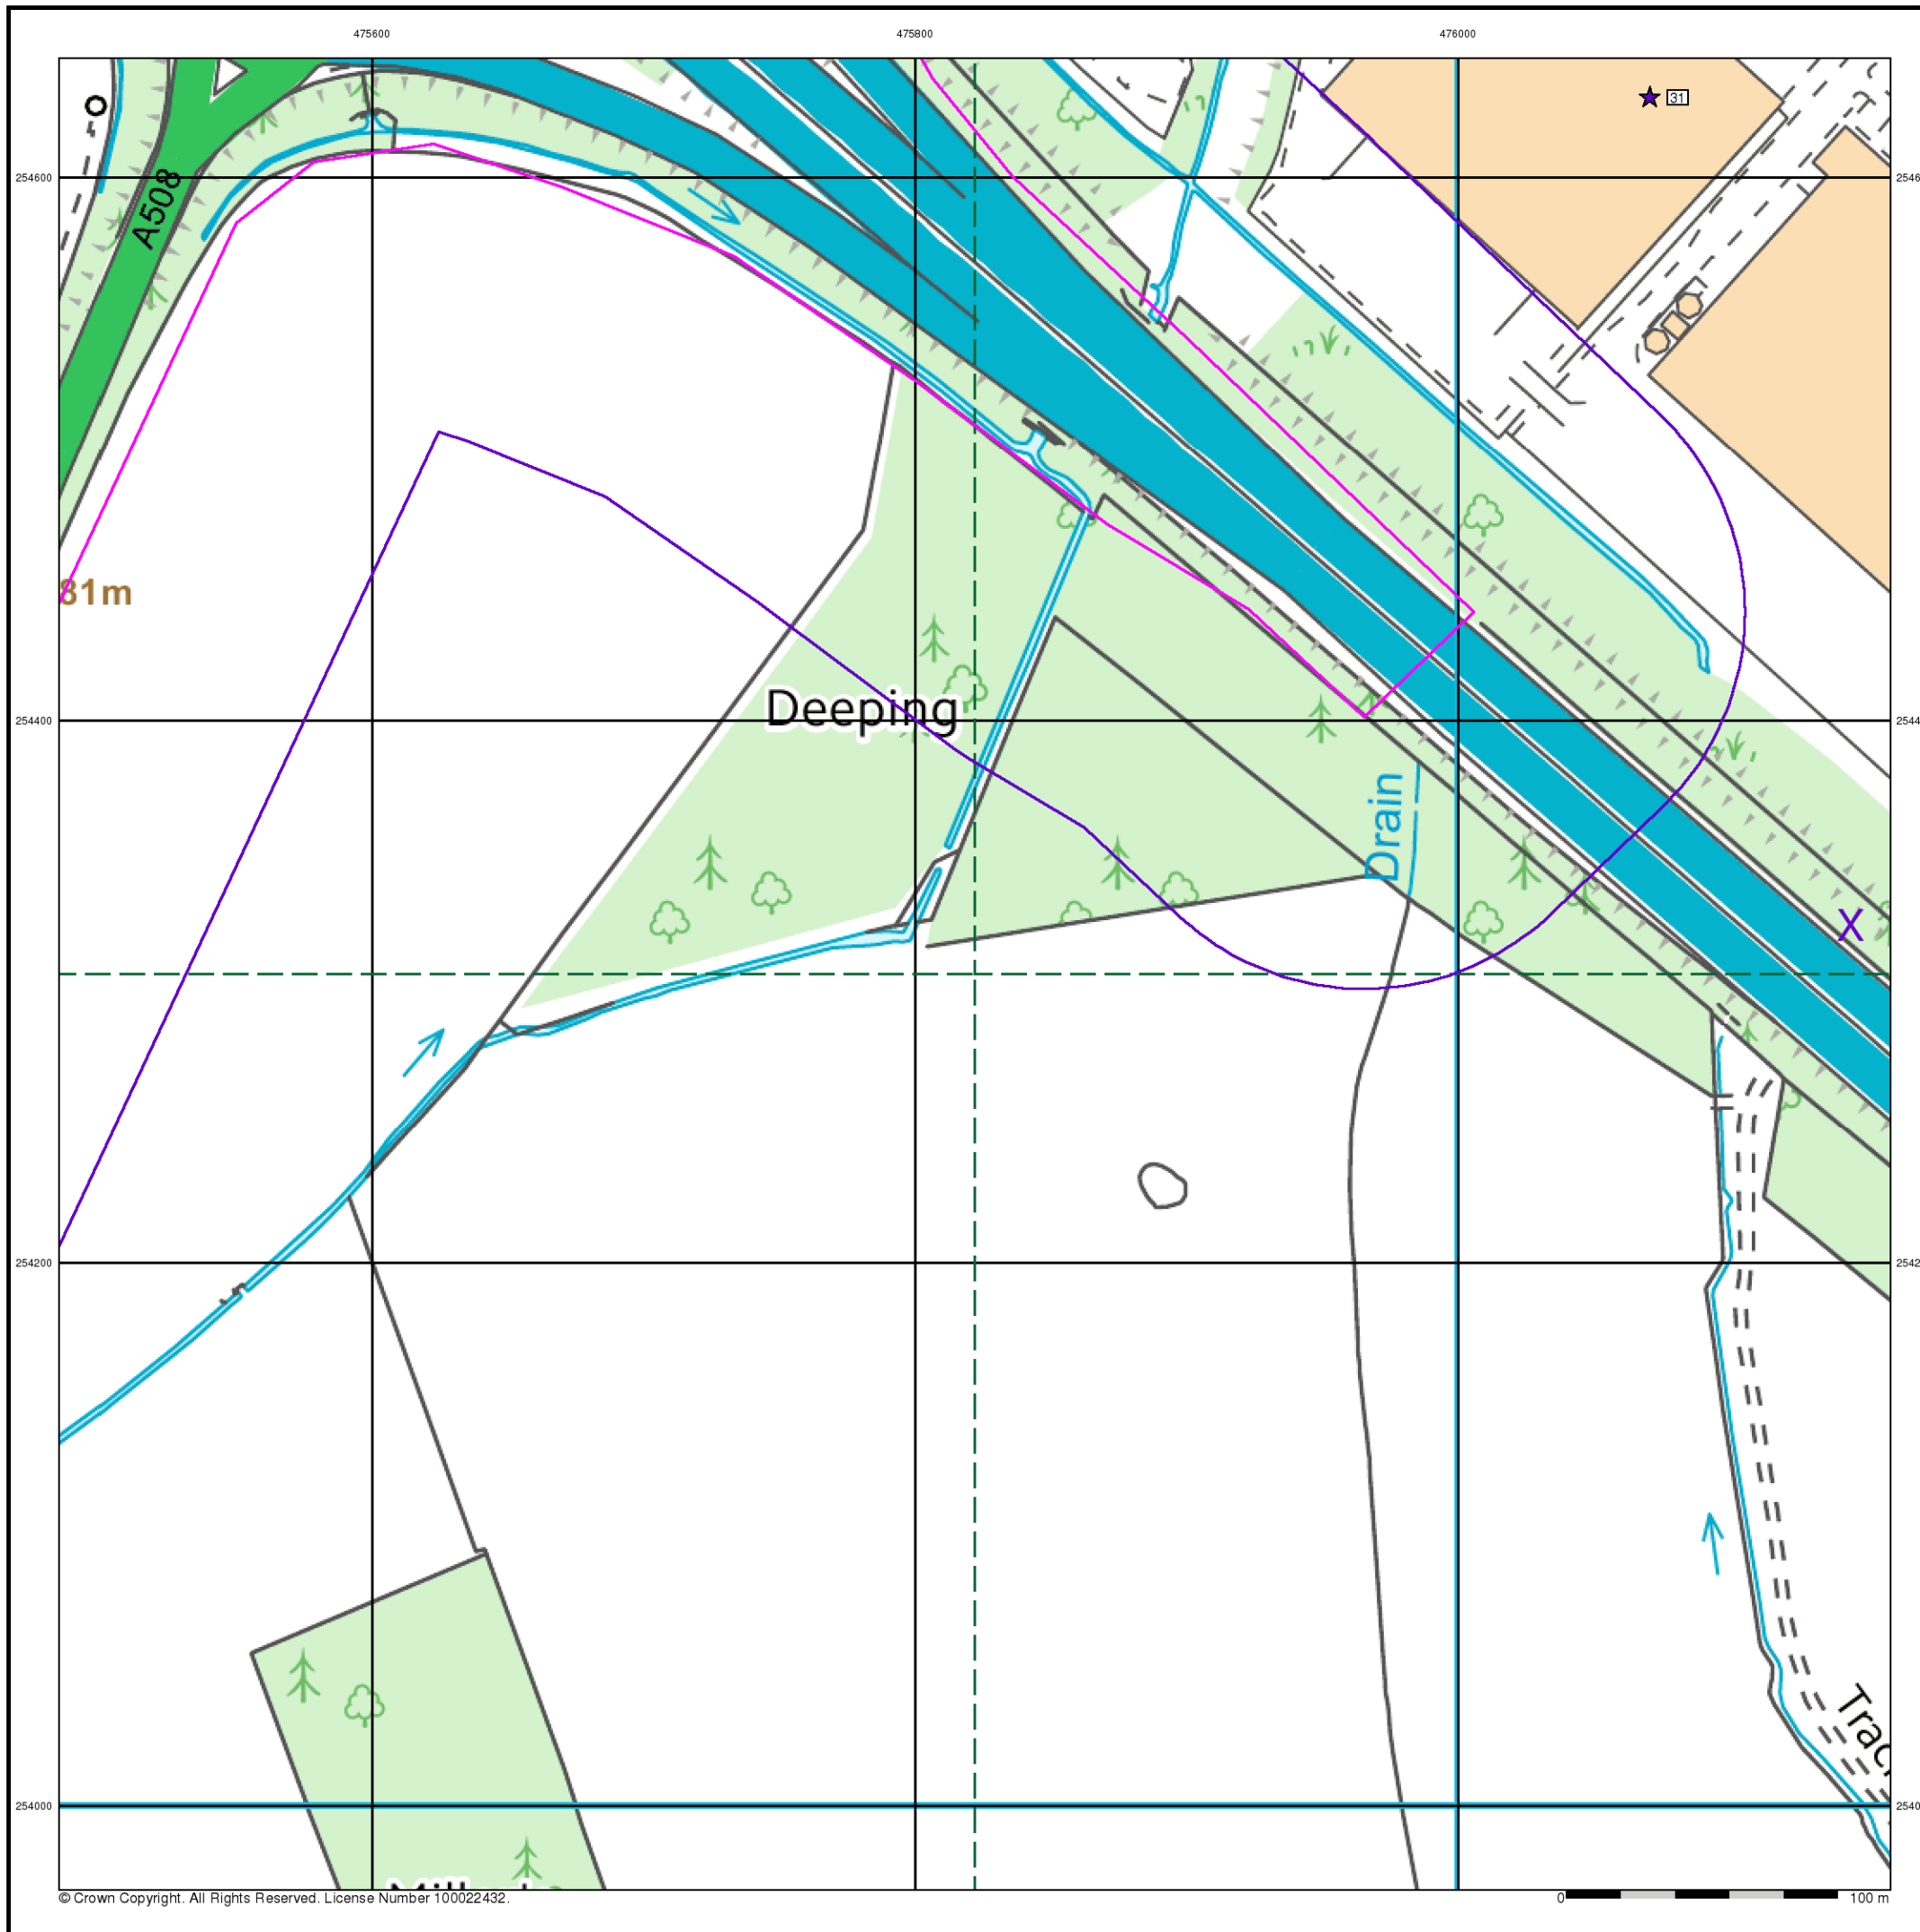 475600
475800
476000
31
A508
254600
81m
Deeping
254400
Drain
X
254200
254000
© Crown Copyright. All Rights Reserved. License Number 100022432.
0
100 m